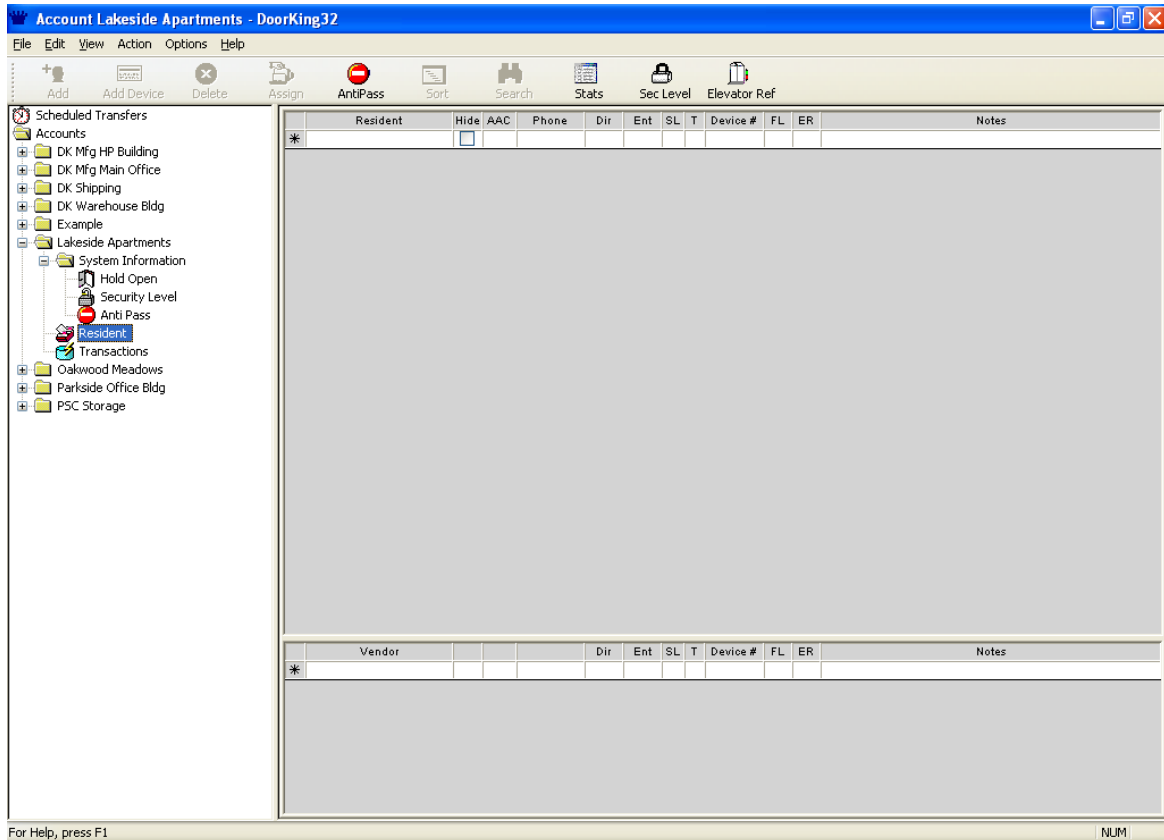 Account Lakeside Apartments - DoorKing32
File Edit View Action Options Help
Add Add Device Delete Assign AntiPass Sort Search Stats Sec Level Elevator Ref
Scheduled Transfers
Accounts
DK Mfg HP Building
DK Mfg Main Office
DK Shipping
DK Warehouse Bldg
Example
Lakeside Apartments
System Information
Hold Open
Security Level
Anti Pass
Resident
Transactions
Oakwood Meadows
Parkside Office Bldg
PSC Storage
Resident Hide AAC Phone Dir Ent SL T Device # FL ER Notes
*
Vendor Dir Ent SL T Device # FL ER Notes
*
For Help, press F1 NUM